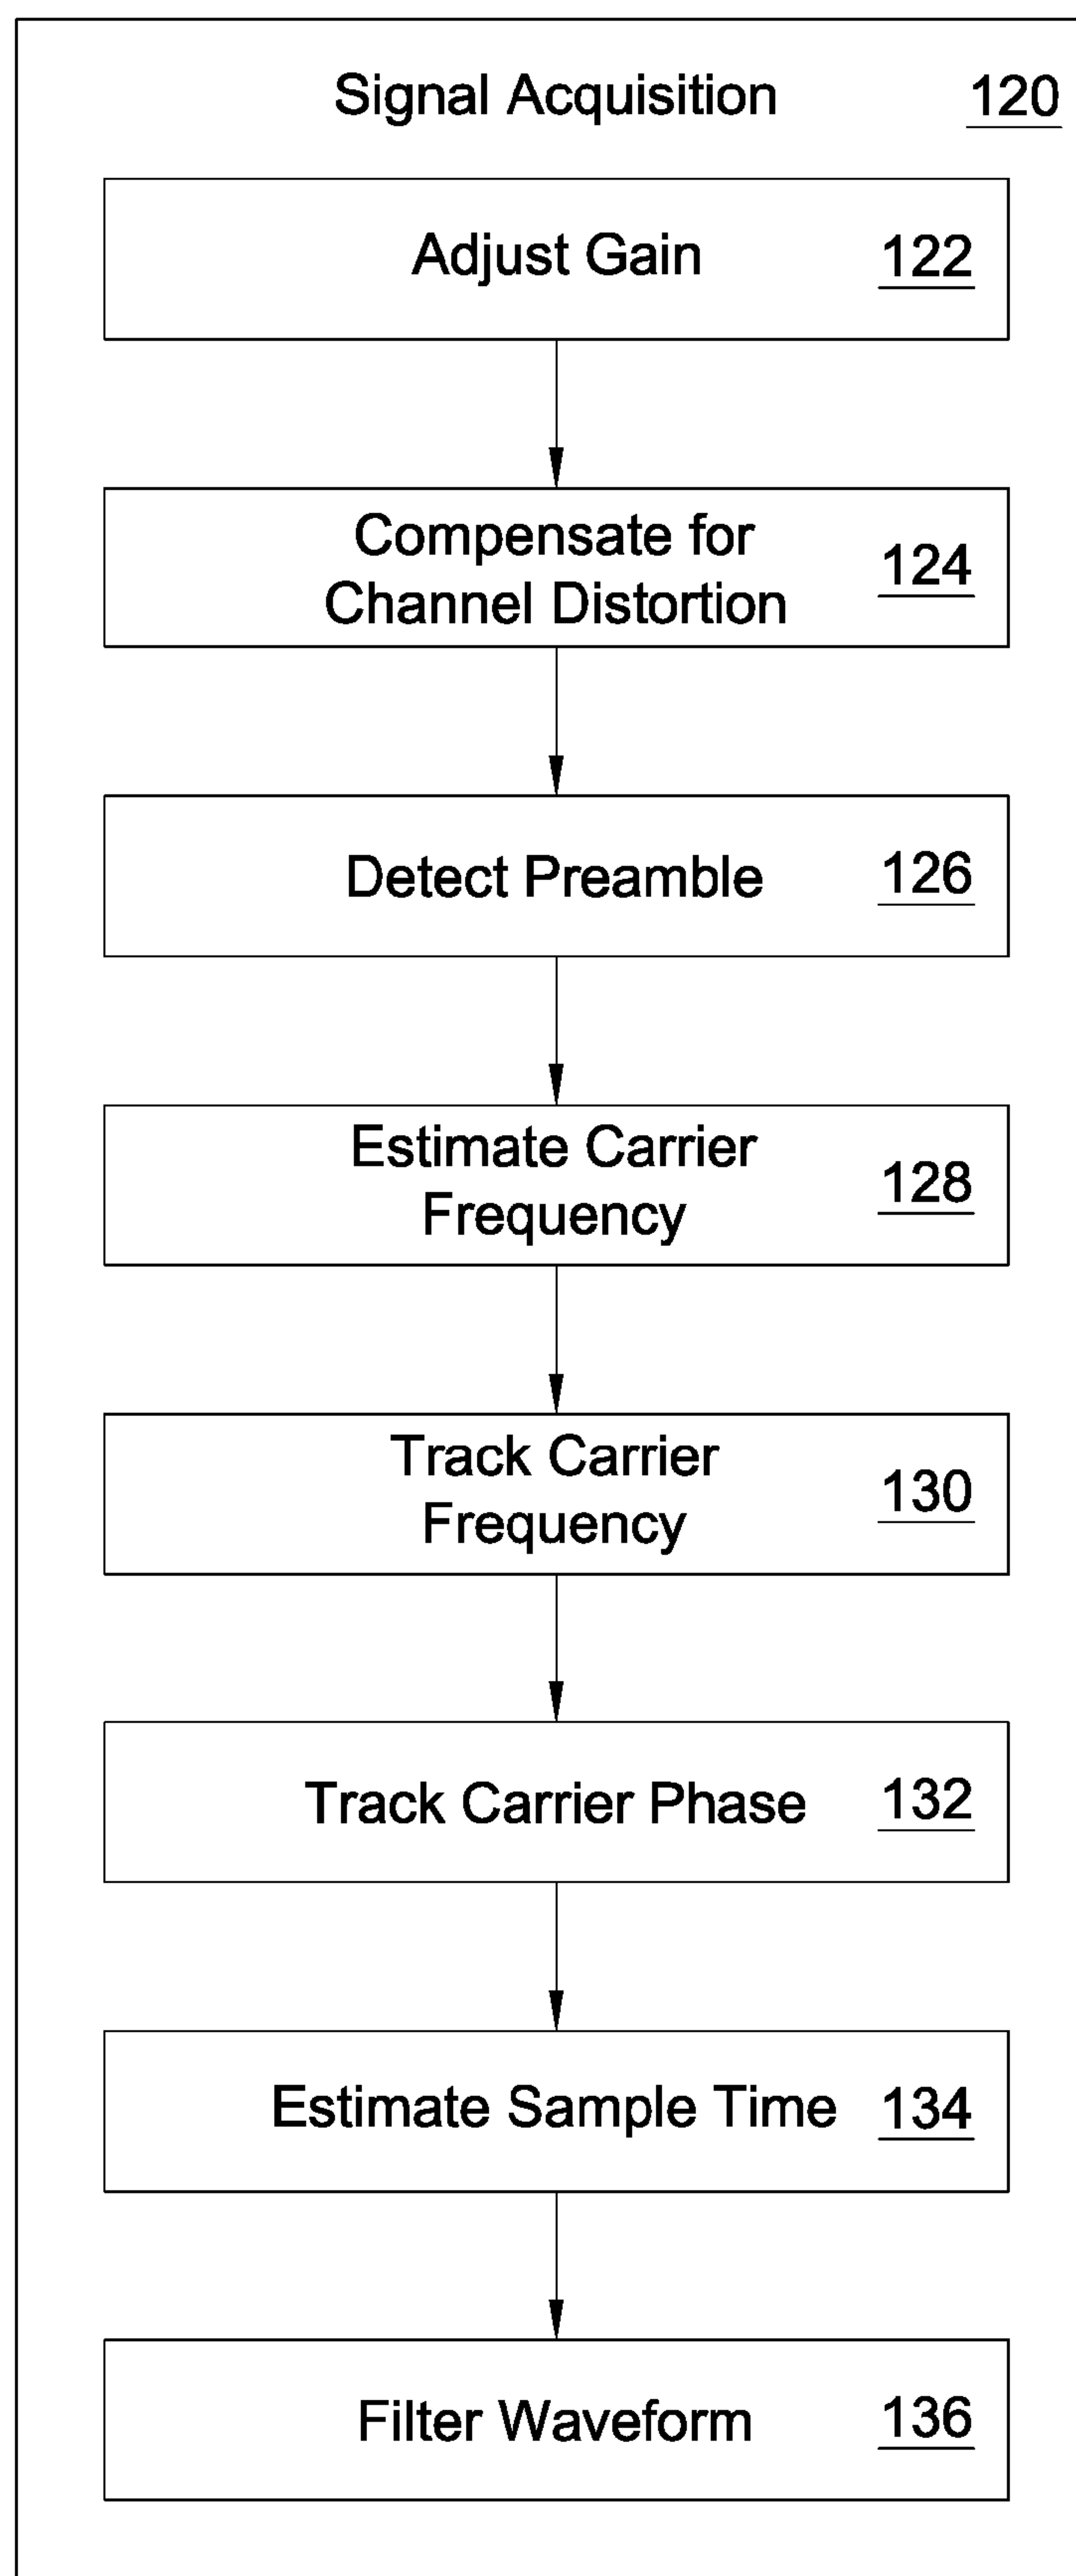 Signal Acquisition 120
Adjust Gain 122
Compensate for
Channel Distortion 124
Detect Preamble 126
Estimate Carrier
Frequency 128
Track Carrier
Frequency 130
Track Carrier Phase 132
Estimate Sample Time 134
Filter Waveform 136